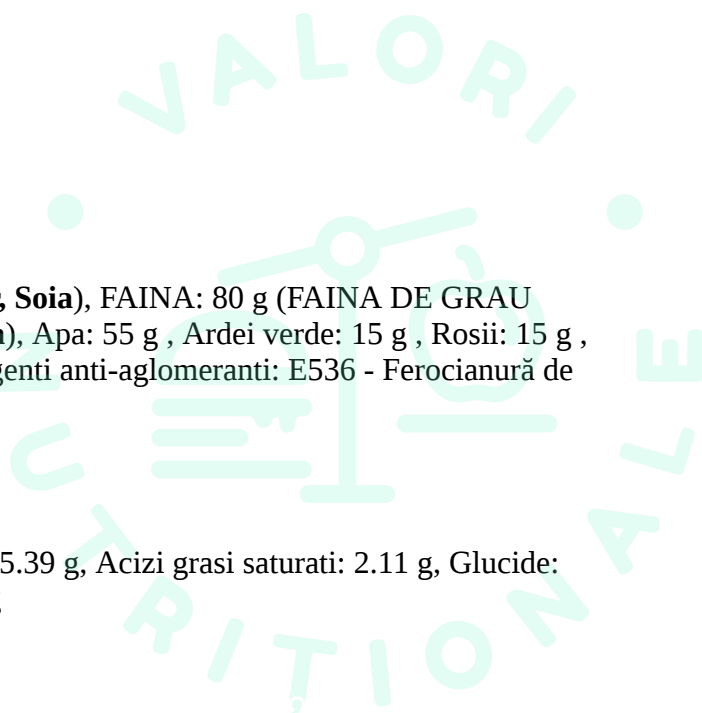 VALORI
, Soia), FAINA: 80 g (FAINA DE GRAU
), Apa: 55 g , Ardei verde: 15 g , Rosii: 15 g ,
genti anti-aglomeranti: E536 - Ferocianură de
5.39 g, Acizi grasi saturati: 2.11 g, Glucide:
NUTRITIONALE